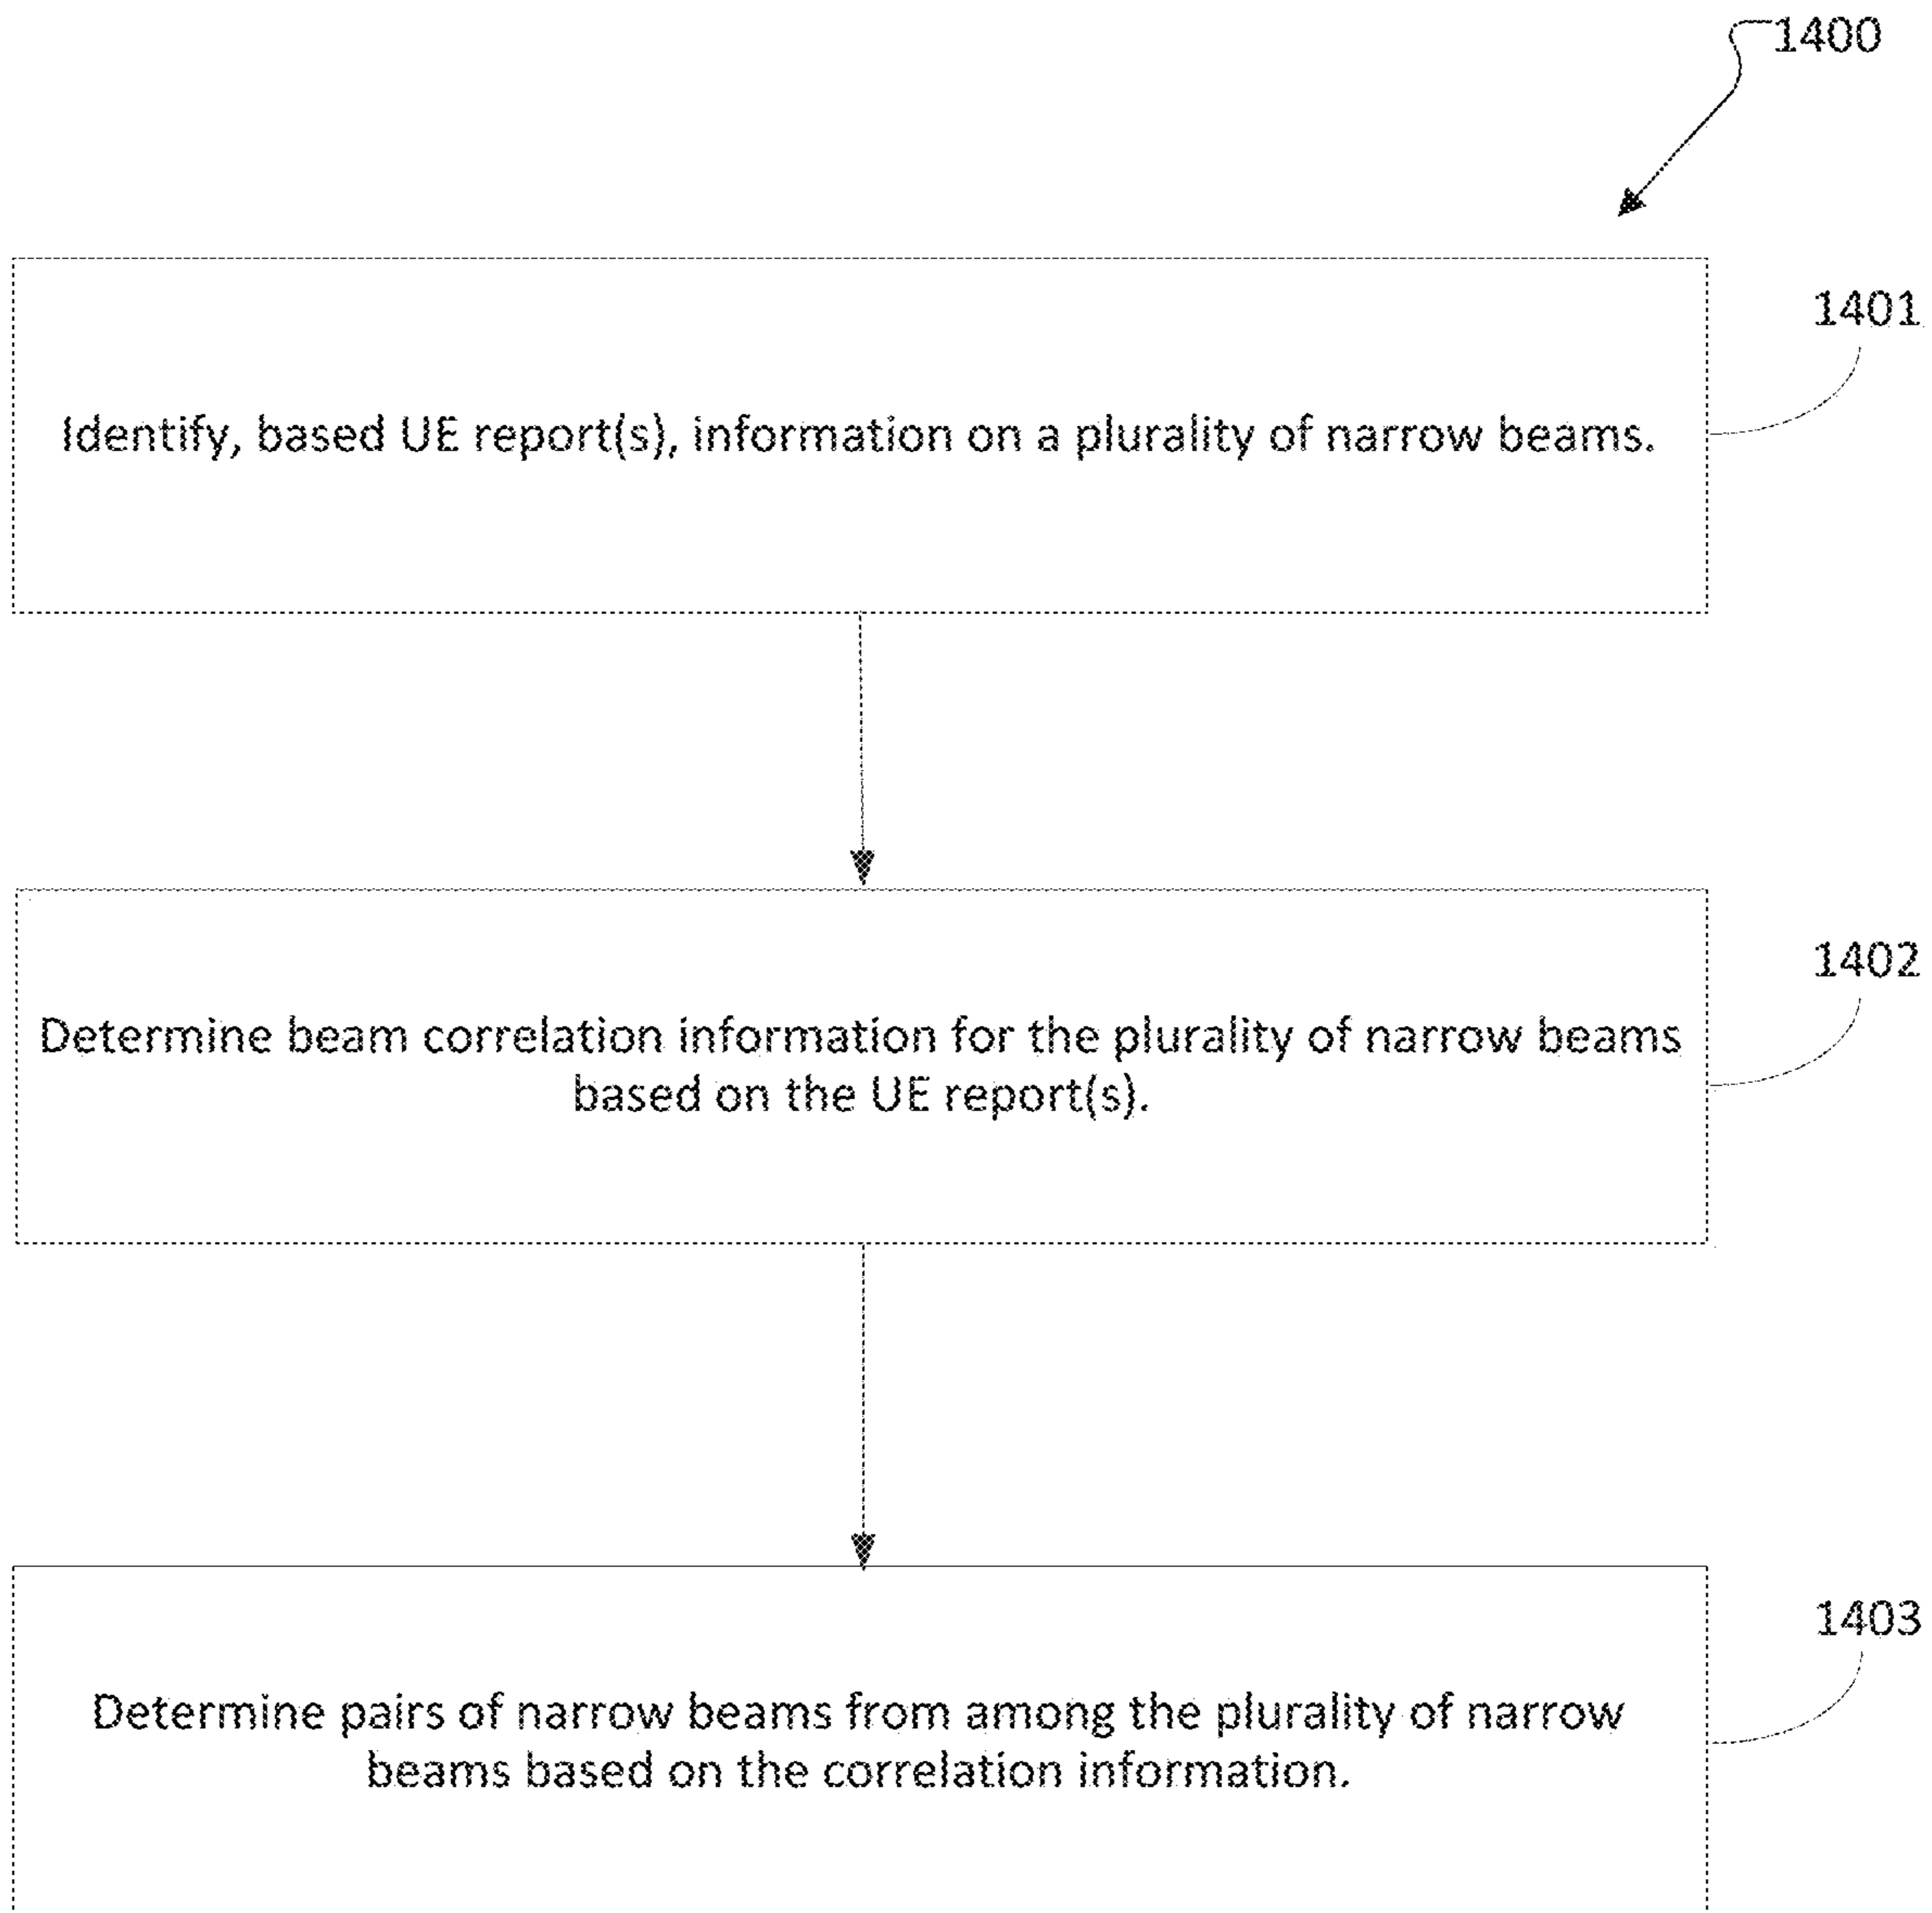 1400
1401
Identify, based UE report(s), information on a plurality of narrow beams.
1402
Determine beam correlation information for the plurality of narrow beams
based on the UE report(s).
1403
Determine pairs of narrow beams from among the plurality of narrow
beams based on the correlation information.